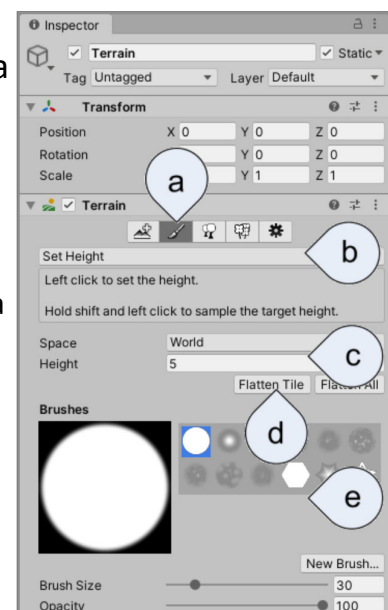 Inspector
a
Terrain
Static
Tag Untagged Layer Default
Transform
Position X 0 Y 0 Z 0
Rotation Y 0 Z 0
Scale Y 1 Z 1
a
Terrain
Set Height
b
Left click to set the height.
Hold shift and left click to sample the target height.
Space World
c
Height 5
Flatten Tile
Brushes
d
e
New Brush...
Brush Size 30
Opacity 100